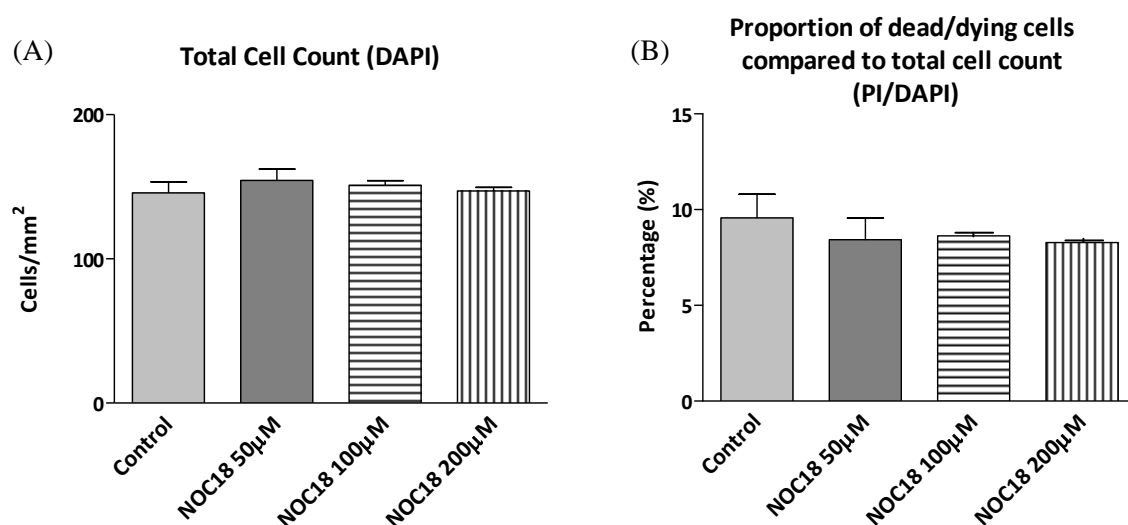 (A)
Total Cell Count (DAPI)
200
100
0
Cells/mm²
Control
NOC18 50μM
NOC18 100μM
NOC18 200μM
(B)
Proportion of dead/dying cells
compared to total cell count
(PI/DAPI)
15
10
5
0
Percentage (%)
Control
NOC18 50μM
NOC18 100μM
NOC18 200μM